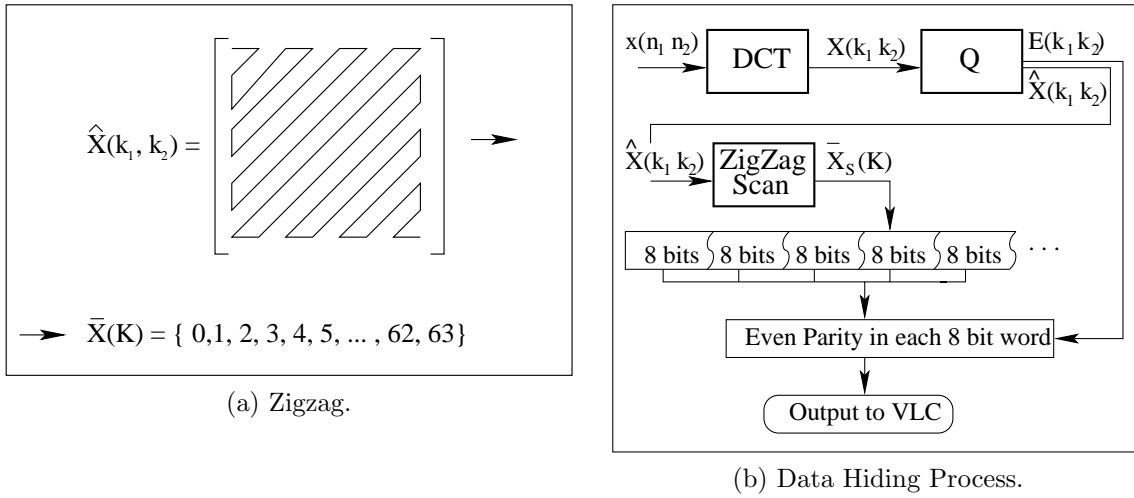 X̂(k₁, k₂) =
X̄(K) = { 0,1, 2, 3, 4, 5, ... , 62, 63}
(a) Zigzag.
x(n₁ n₂)
DCT
X(k₁ k₂)
Q
E(k₁ k₂)
X̂(k₁ k₂)
X̂(k₁ k₂)
ZigZag
Scan
X̄S(K)
8 bits 8 bits 8 bits 8 bits 8 bits . . .
Even Parity in each 8 bit word
Output to VLC
(b) Data Hiding Process.